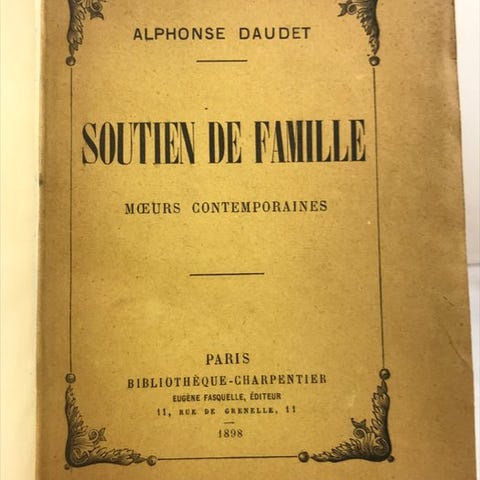 ALPHONSE DAUDET
SOUTIEN DE FAMILLE
MŒURS CONTEMPORAINES
PARIS
BIBLIOTHÈQUE-CHARPENTIER
EUGÈNE FASQUELLE, ÉDITEUR
11, RUE DE GRENELLE, 11
1898